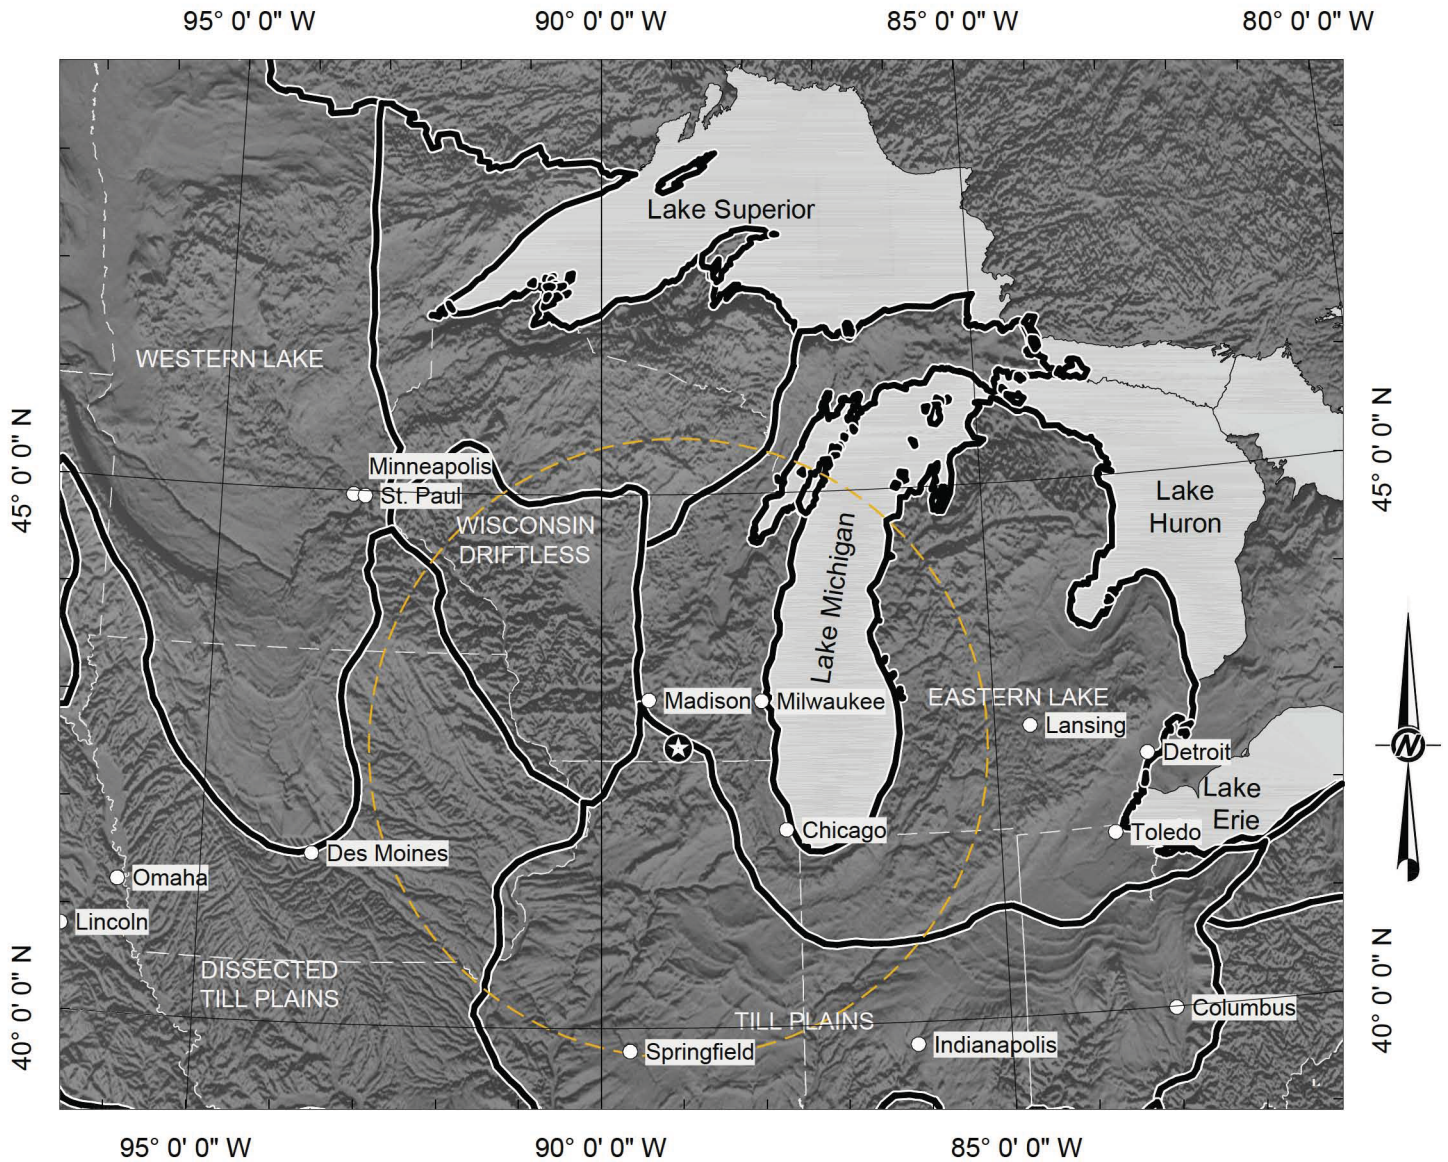 95° 0' 0" W
90° 0' 0" W
85° 0' 0" W
80° 0' 0" W
Lake Superior
WESTERN LAKE
45° 0' 0" N
45° 0' 0" N
Minneapolis
St. Paul
WISCONSIN
DRIFTLESS
Lake
Huron
Lake Michigan
EASTERN LAKE
Madison
Milwaukee
Lansing
Detroit
N
Lake
Erie
Chicago
Toledo
Des Moines
Omaha
Lincoln
DISSECTED
TILL PLAINS
40° 0' 0" N
40° 0' 0" N
Columbus
TILL PLAINS
Springfield
Indianapolis
95° 0' 0" W
90° 0' 0" W
85° 0' 0" W